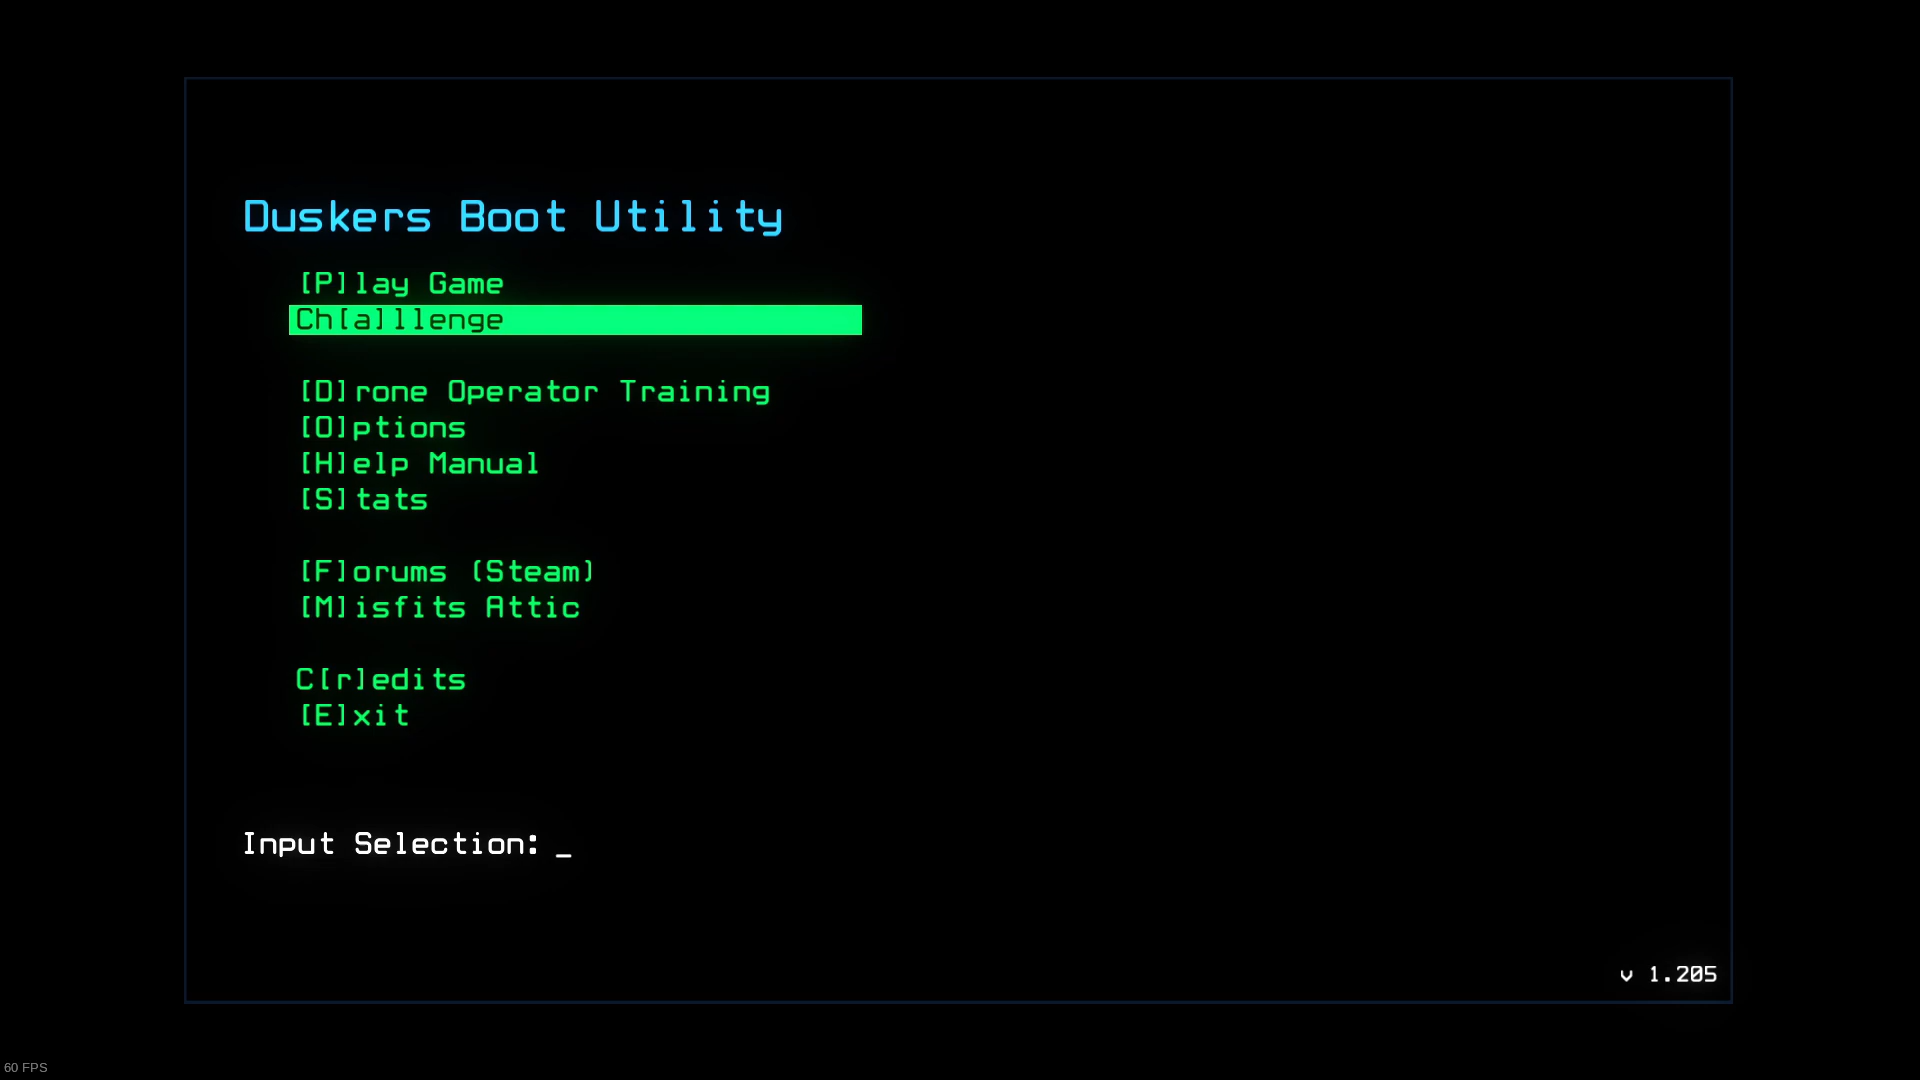 Duskers Boot Utility
[P]lay Game
Ch[a]llenge
[D]rone Operator Training
[O]ptions
[H]elp Manual
[S]tats
[F]orums (Steam)
[M]isfits Attic
C[r]edits
[E]xit
Input Selection: _
v 1.205
60 FPS